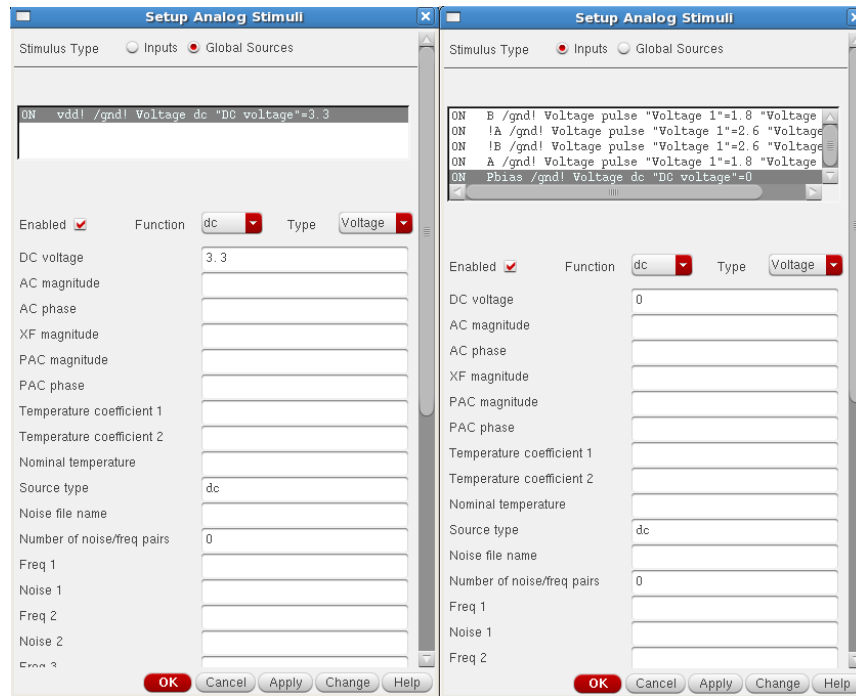 Setup Analog Stimuli
Stimulus Type Inputs Global Sources
ON vdd! /gnd! Voltage dc "DC voltage"=3.3
Enabled Function dc Type Voltage
DC voltage 3.3
AC magnitude
AC phase
XF magnitude
PAC magnitude
PAC phase
Temperature coefficient 1
Temperature coefficient 2
Nominal temperature
Source type dc
Noise file name
Number of noise/freq pairs 0
Freq 1
Noise 1
Freq 2
Noise 2
Freq 3
OK Cancel Apply Change Help
Setup Analog Stimuli
Stimulus Type Inputs Global Sources
ON B /gnd! Voltage pulse "Voltage 1"=1.8 "Voltage
ON !A /gnd! Voltage pulse "Voltage 1"=2.6 "Voltage
ON !B /gnd! Voltage pulse "Voltage 1"=2.6 "Voltage
ON A /gnd! Voltage pulse "Voltage 1"=1.8 "Voltage
ON Pbias /gnd! Voltage dc "DC voltage"=0
Enabled Function dc Type Voltage
DC voltage 0
AC magnitude
AC phase
XF magnitude
PAC magnitude
PAC phase
Temperature coefficient 1
Temperature coefficient 2
Nominal temperature
Source type dc
Noise file name
Number of noise/freq pairs 0
Freq 1
Noise 1
Freq 2
OK Cancel Apply Change Help